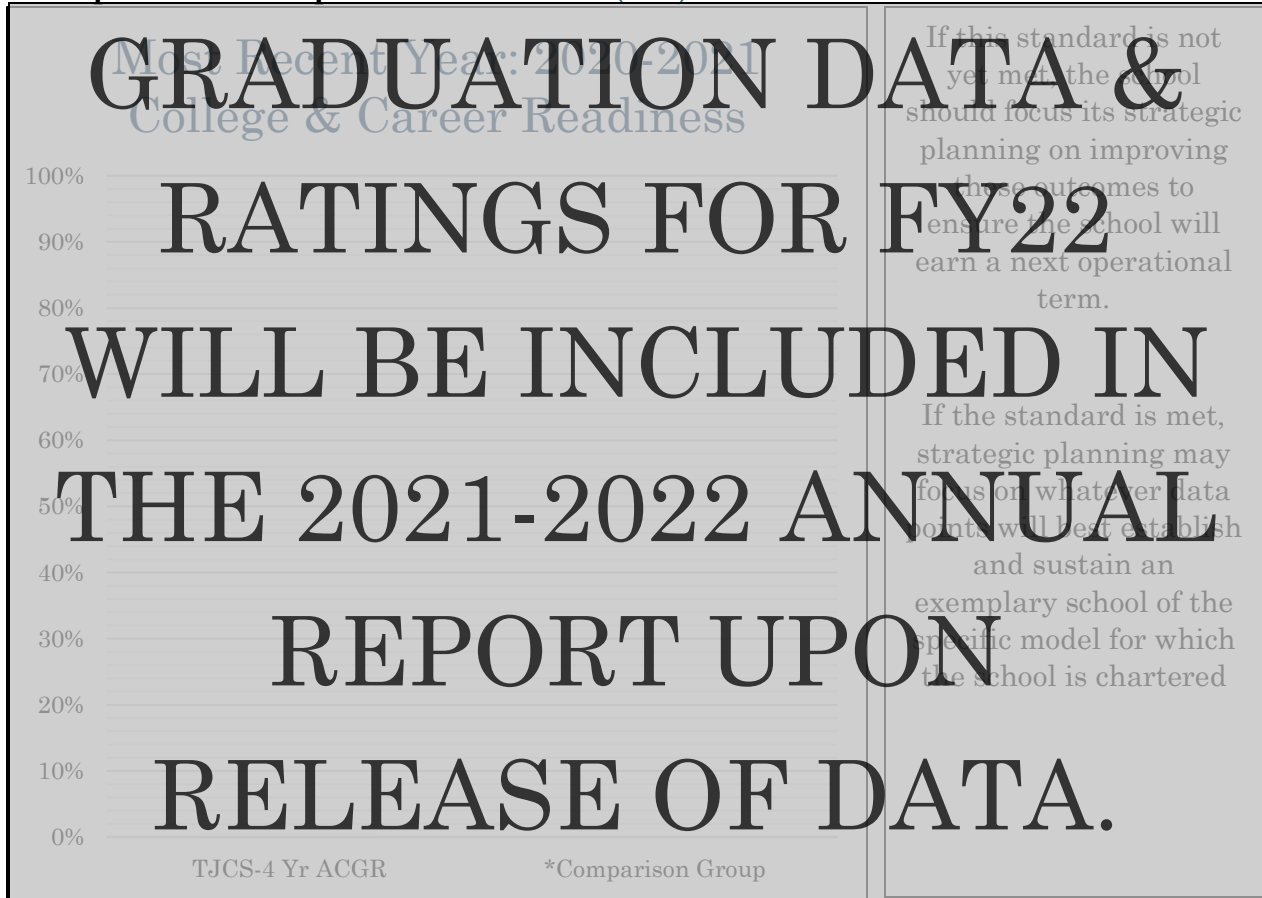 GRADUATION DATA &
RATINGS FOR FY22
WILL BE INCLUDED IN
THE 2021-2022 ANNUAL
REPORT UPON
RELEASE OF DATA.
Most Recent Year: 2020-2021
College & Career Readiness
100%
90%
80%
70%
60%
50%
40%
30%
20%
10%
0%
TJCS-4 Yr ACGR
*Comparison Group
If this standard is not
yet met, the school
should focus its strategic
planning on improving
these outcomes to
ensure the school will
earn a next operational
term.
If the standard is met,
strategic planning may
focus on whatever data
points will best establish
and sustain an
exemplary school of the
specific model for which
the school is chartered